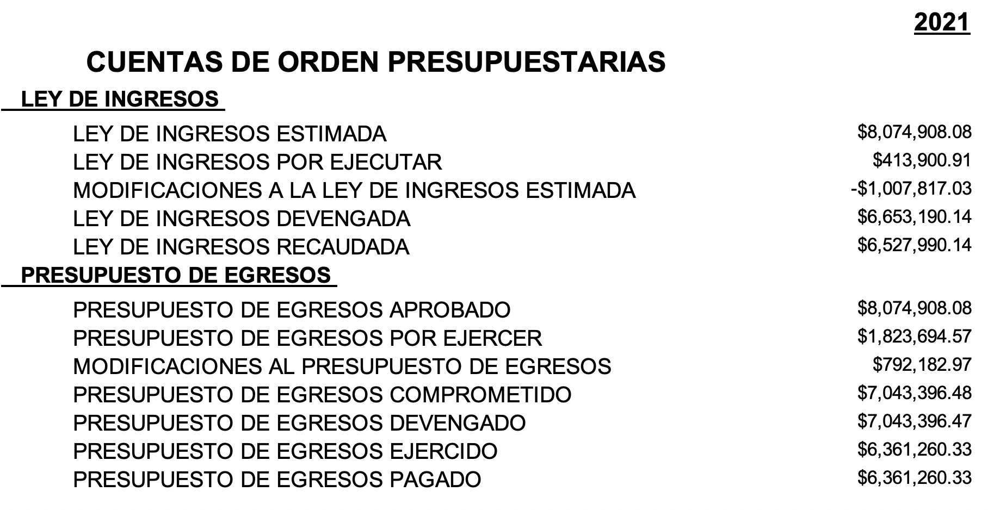 2021
CUENTAS DE ORDEN PRESUPUESTARIAS
LEY DE INGRESOS
LEY DE INGRESOS ESTIMADA $8,074,908.08
LEY DE INGRESOS POR EJECUTAR $413,900.91
MODIFICACIONES A LA LEY DE INGRESOS ESTIMADA -$1,007,817.03
LEY DE INGRESOS DEVENGADA $6,653,190.14
LEY DE INGRESOS RECAUDADA $6,527,990.14
PRESUPUESTO DE EGRESOS
PRESUPUESTO DE EGRESOS APROBADO $8,074,908.08
PRESUPUESTO DE EGRESOS POR EJERCER $1,823,694.57
MODIFICACIONES AL PRESUPUESTO DE EGRESOS $792,182.97
PRESUPUESTO DE EGRESOS COMPROMETIDO $7,043,396.48
PRESUPUESTO DE EGRESOS DEVENGADO $7,043,396.47
PRESUPUESTO DE EGRESOS EJERCIDO $6,361,260.33
PRESUPUESTO DE EGRESOS PAGADO $6,361,260.33